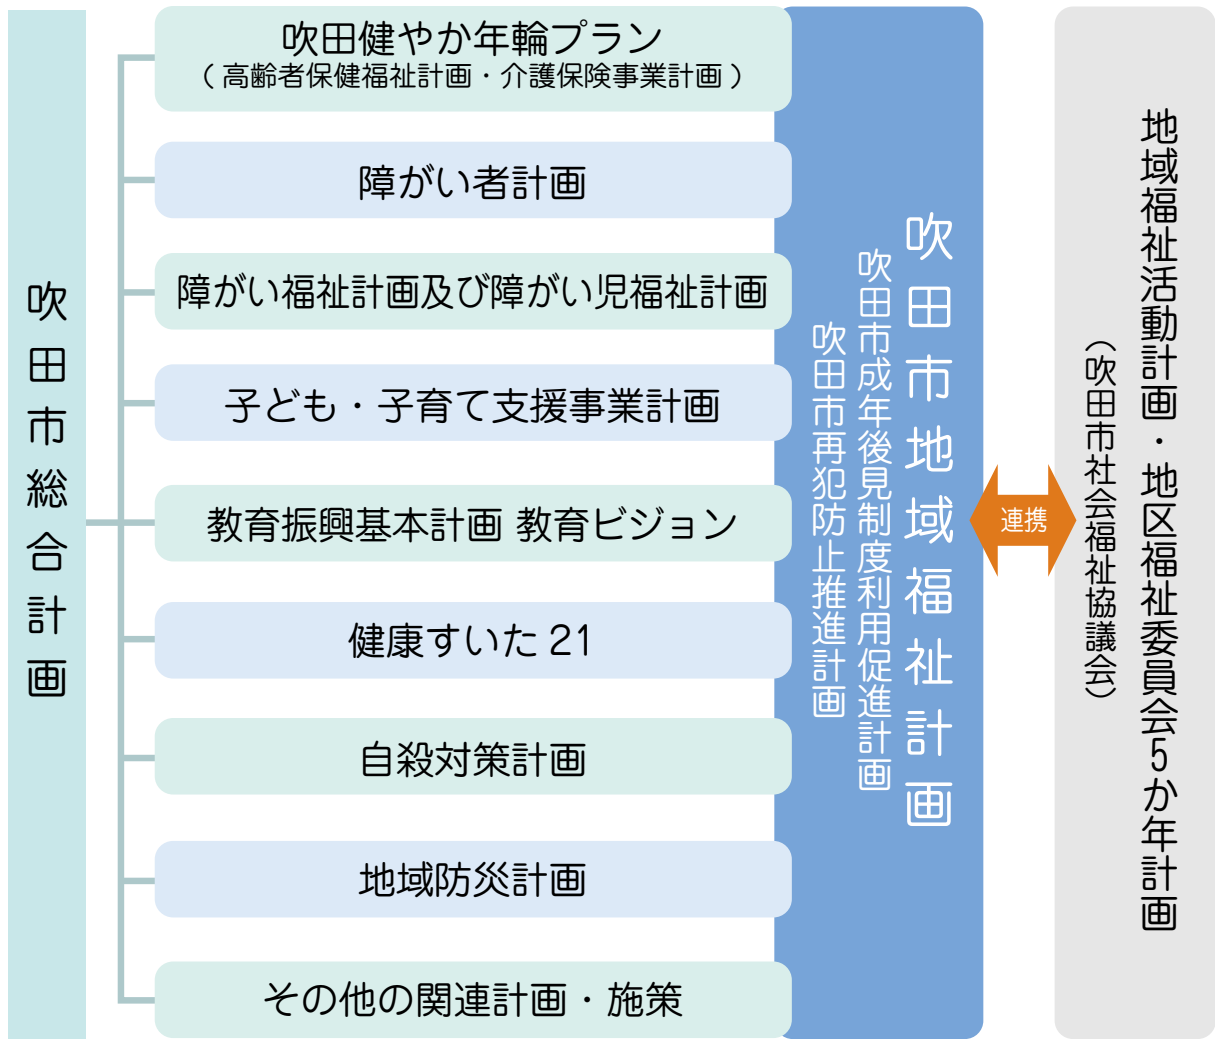 吹田市総合計画
吹田健やか年輪プラン
（高齢者保健福祉計画・介護保険事業計画）
障がい者計画
障がい福祉計画及び障がい児福祉計画
子ども・子育て支援事業計画
教育振興基本計画 教育ビジョン
健康すいた 21
自殺対策計画
地域防災計画
その他の関連計画・施策
吹田市地域福祉計画
吹田市成年後見制度利用促進計画
吹田市再犯防止推進計画
連携
地域福祉活動計画・地区福祉委員会5か年計画
（吹田市社会福祉協議会）